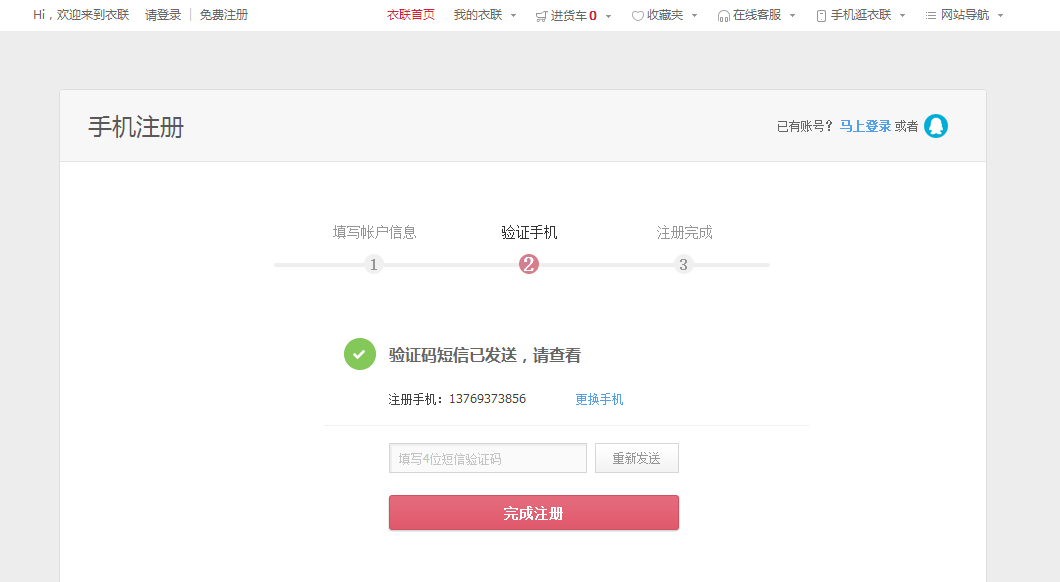 Hi，欢迎来到衣联 请登录 免费注册 衣联首页 我的衣联 进货车0 收藏夹 在线客服 手机逛衣联 网站导航
手机注册
已有账号？ 马上登录 或者
填写帐户信息 验证手机 注册完成
1 2 3
验证码短信已发送，请查看
注册手机：13769373856 更换手机
填写4位短信验证码 重新发送
完成注册